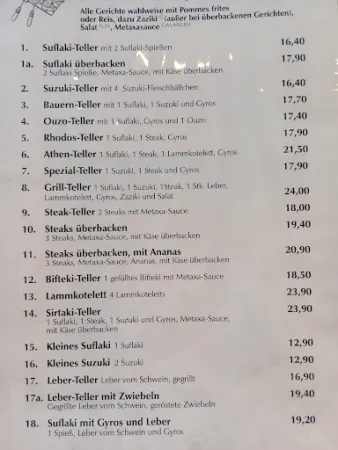 Alle Gerichte wahlweise mit Pommes frites
oder Reis, dazu Zaziki (außer bei überbackenen Gerichten),
Salat, Metaxasauce
1. Suflaki-Teller mit 2 Suflaki-Spießen 16,40
1a. Suflaki überbacken 17,90
2 Suflaki Spieße, Metaxa-Sauce, mit Käse überbacken
2. Suzuki-Teller mit 4 Suzuki-Fleischbällchen 16,40
3. Bauern-Teller mit 1 Suflaki, 1 Suzuki und Gyros 17,70
4. Ouzo-Teller mit 1 Suflaki, Gyros und 1 Ouzo 17,40
5. Rhodos-Teller 1 Suflaki, 1 Steak, Gyros 17,90
6. Athen-Teller 1 Suflaki, 1 Steak, 1 Lammkotelett, Gyros 21,50
7. Spezial-Teller 1 Suflaki, 1 Suzuki, 1 Steak, Gyros 17,90
8. Grill-Teller 1 Suflaki, 1 Suzuki, 1Steak, 1 Stk. Leber,
Lammkotelett, Gyros, Zaziki und Salat 24,00
9. Steak-Teller 2 Steaks mit Metaxa-Sauce 18,00
10. Steaks überbacken 19,40
3 Steaks, Metaxa-Sauce, mit Käse überbacken
11. Steaks überbacken, mit Ananas 20,90
3 Steaks, Metaxa-Sauce, Ananas, mit Käse überbacken
12. Bifteki-Teller 1 gefülltes Bifteki mit Metaxa-Sauce 18,50
13. Lammkotelett 4 Lammkoteletts 23,90
14. Sirtaki-Teller 23,90
1 Suflaki, 1 Steak, 1 Suzuki und Gyros, Metaxa-Sauce,
mit Käse überbacken
15. Kleines Suflaki 1 Suflaki 12,90
16. Kleines Suzuki 2 Suzuki 12,90
17. Leber-Teller Leber vom Schwein, gegrillt 16,90
17a. Leber-Teller mit Zwiebeln 19,40
Gegrillte Leber vom Schwein, geröstete Zwiebeln
18. Suflaki mit Gyros und Leber 19,20
1 Spieß, Leber vom Schwein und Gyros